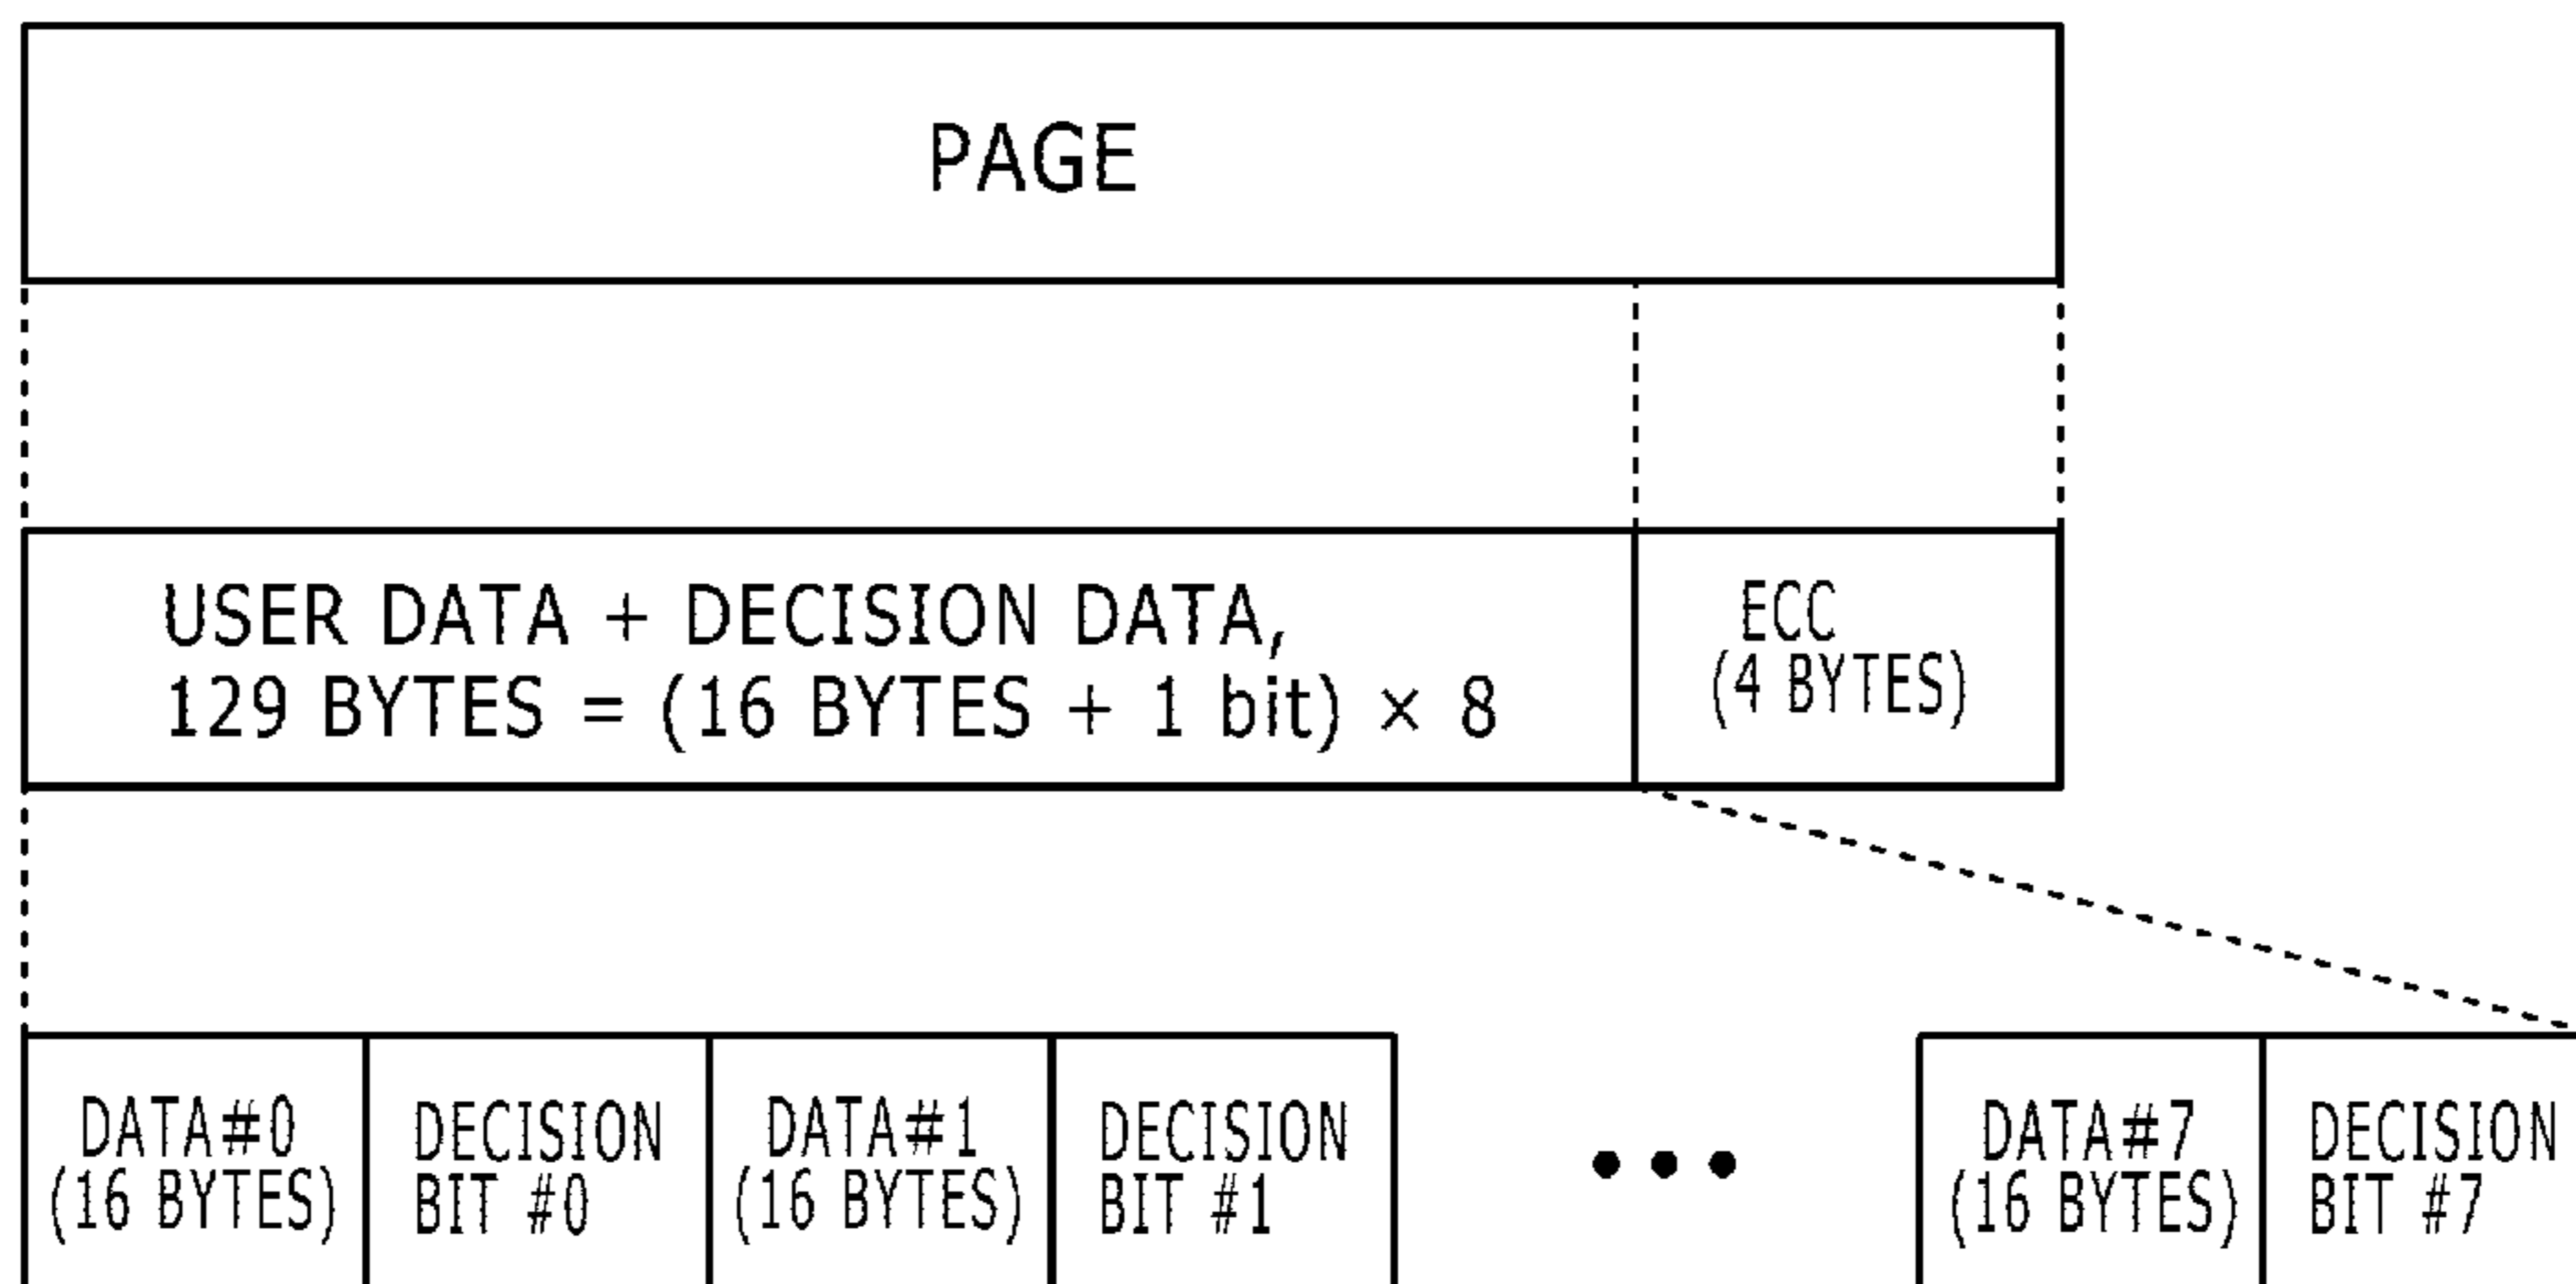 PAGE
USER DATA + DECISION DATA,
129 BYTES = (16 BYTES + 1 bit) × 8
ECC
(4 BYTES)
DATA#0
(16 BYTES)
DECISION
BIT #0
DATA#1
(16 BYTES)
DECISION
BIT #1
•••
DATA#7
(16 BYTES)
DECISION
BIT #7